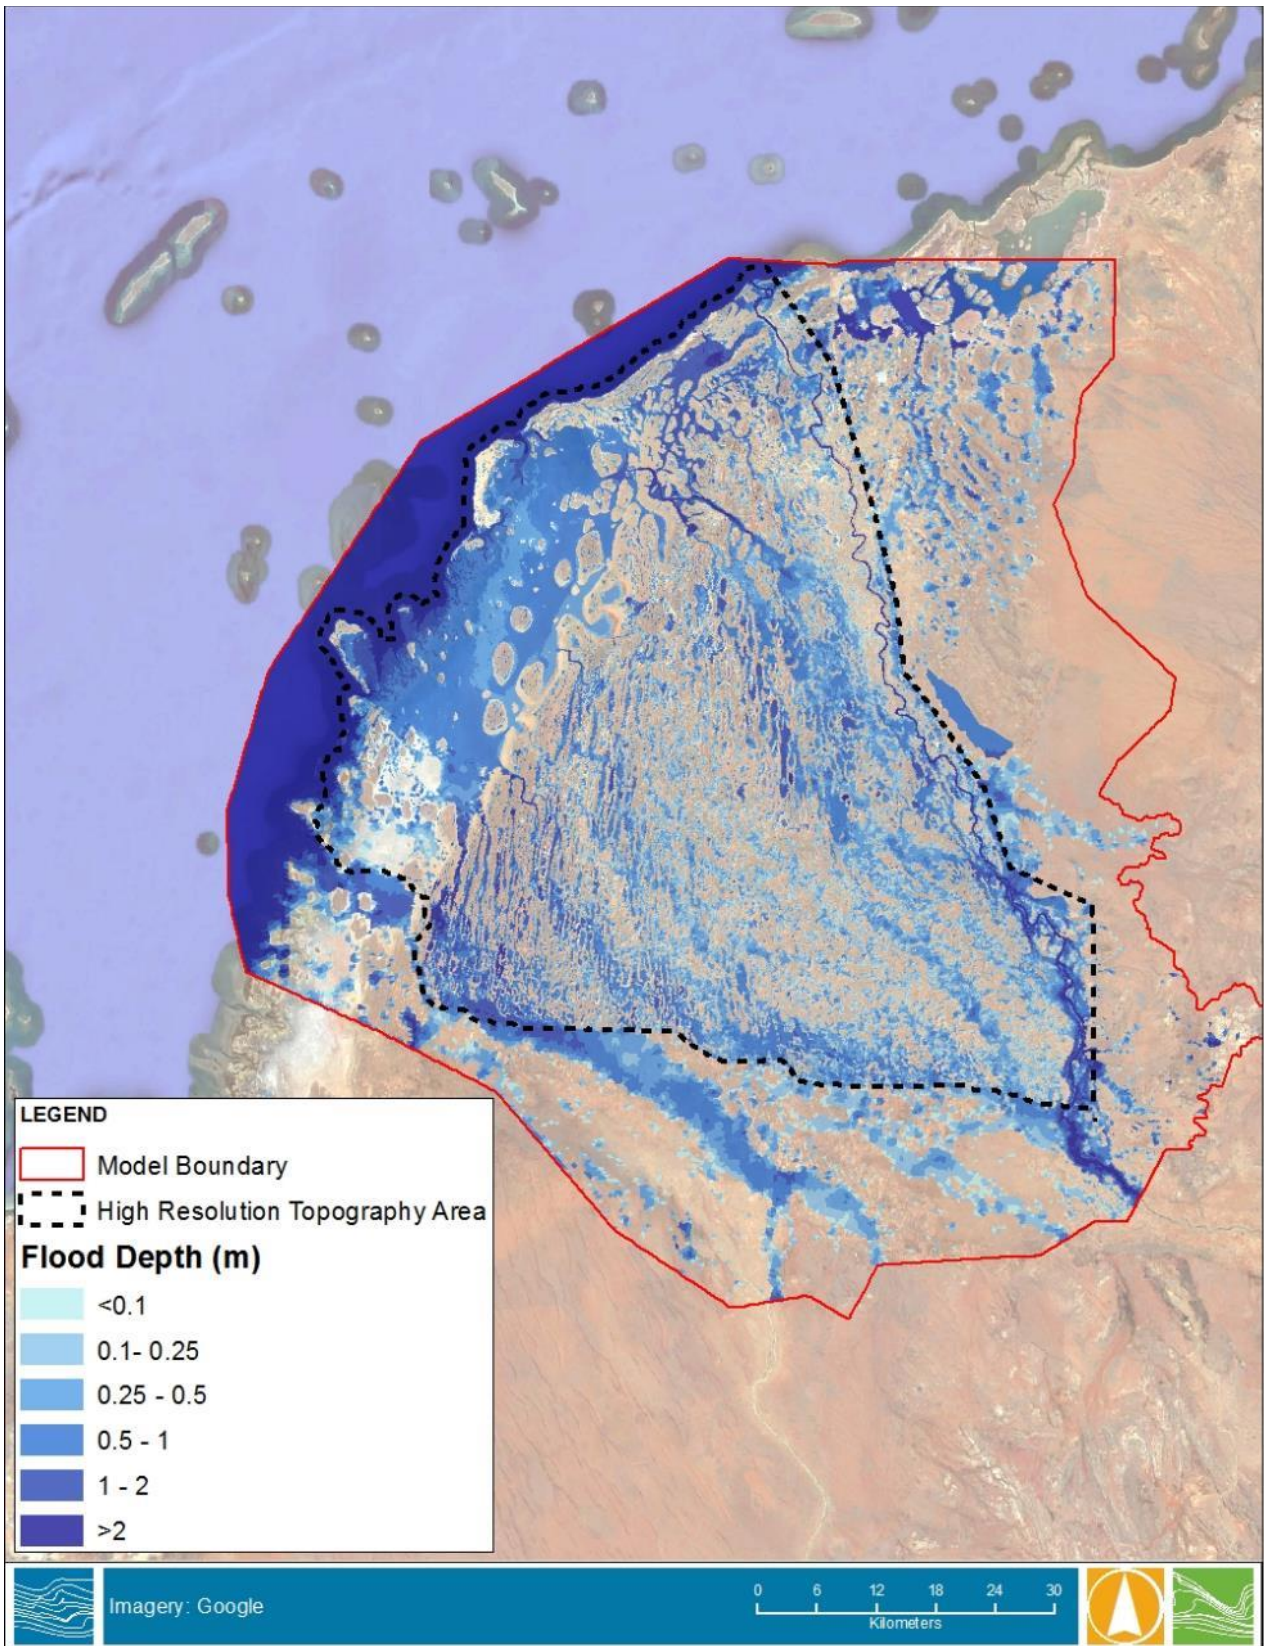 LEGEND
Model Boundary
High Resolution Topography Area
Flood Depth (m)
<0.1
0.1- 0.25
0.25 - 0.5
0.5 - 1
1 - 2
>2
Imagery: Google
0 6 12 18 24 30
Kilometers